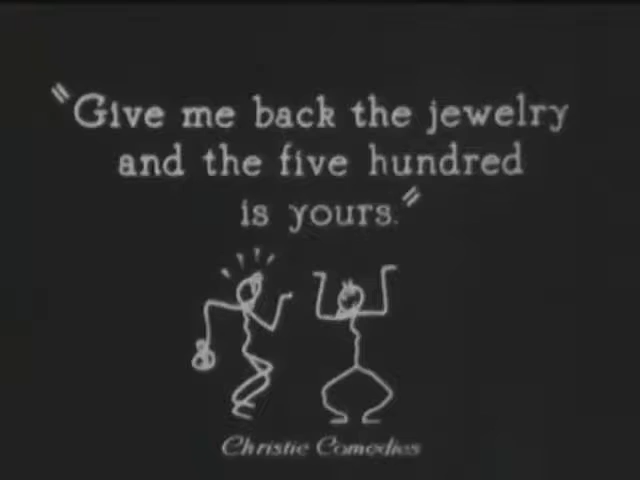 "Give me back the jewelry
and the five hundred
is yours."
Christie Comedies